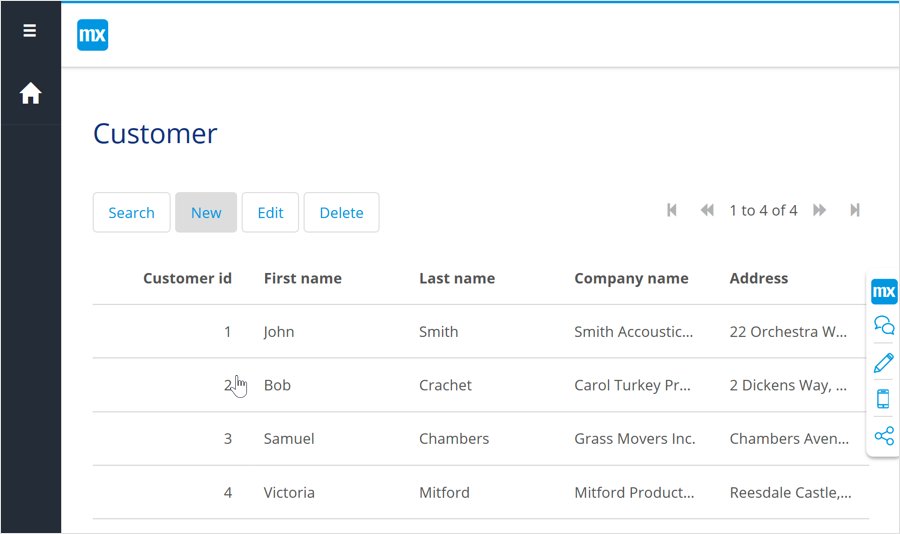 mx
Customer
Search New Edit Delete 1 to 4 of 4
Customer id First name Last name Company name Address
1 John Smith Smith Accoustic... 22 Orchestra W...
2 Bob Crachet Carol Turkey Pr... 2 Dickens Way, ...
3 Samuel Chambers Grass Movers Inc. Chambers Aven...
4 Victoria Mitford Mitford Product... Reesdale Castle,...
mx